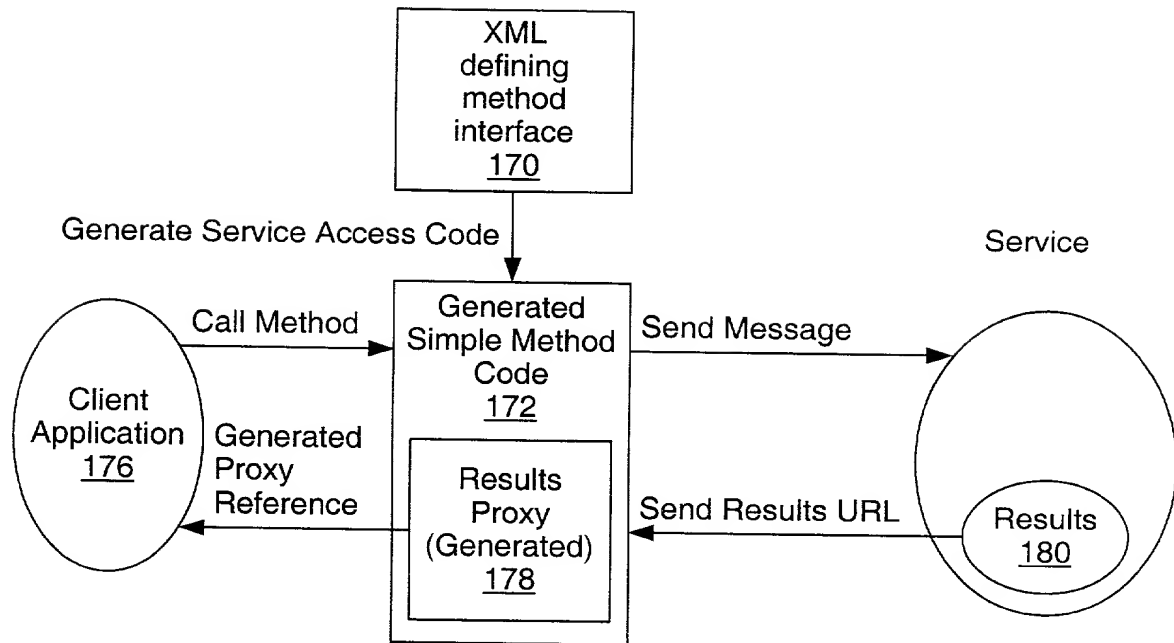 XML
defining
method
interface
170
Generate Service Access Code
Service
Call Method
Generated
Simple Method
Code
172
Send Message
Client
Application
176
Generated
Proxy
Reference
Results
Proxy
(Generated)
178
Send Results URL
Results
180